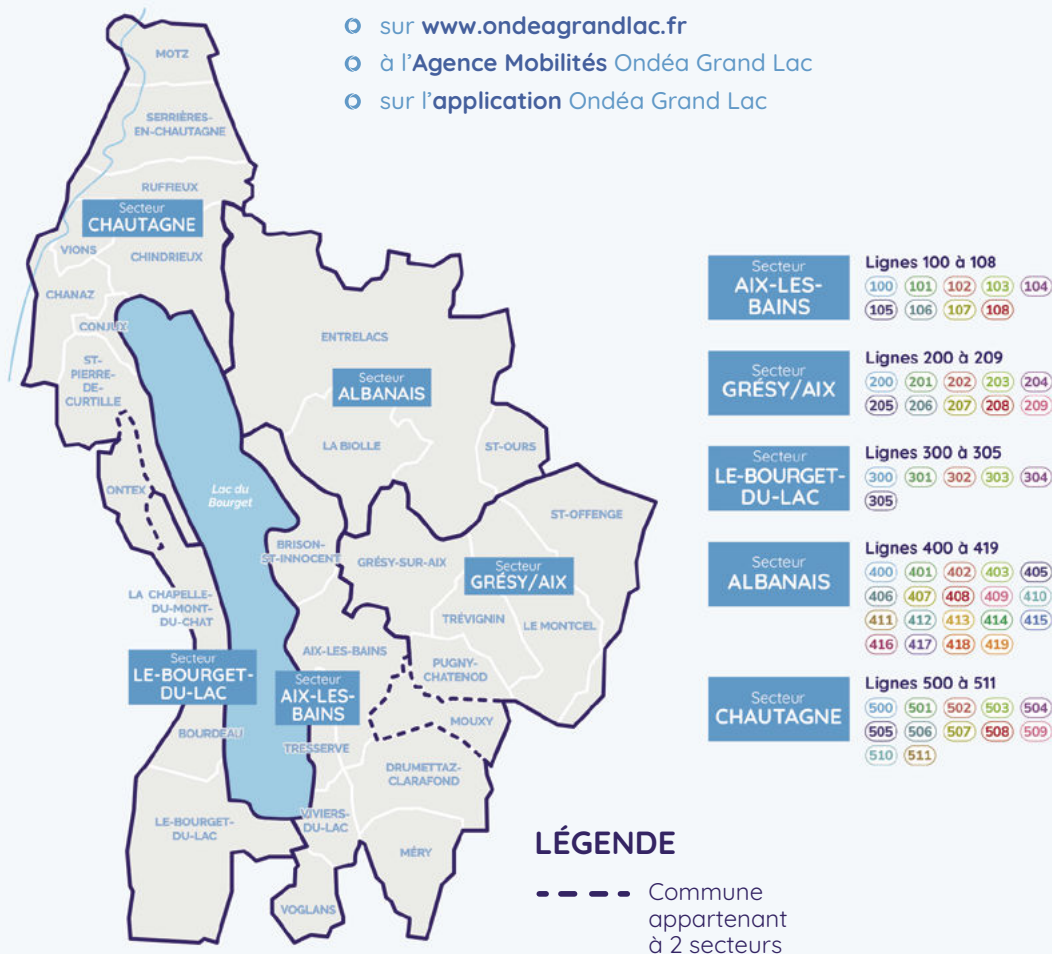 sur www.ondeagrandlac.fr
à l'Agence Mobilités Ondéa Grand Lac
sur l'application Ondéa Grand Lac
MOTZ
SERRIÈRES-
EN-CHAUTAGNE
RUFFIEUX
Secteur
CHAUTAGNE
VIONS
CHINDRIEUX
CHANAZ
CONJUX
ST-
PIERRE-
DE-
CURTILLE
ONTEX
Lac du
Bourget
ENTRELACS
Secteur
ALBANAIS
LA BIOLLE
ST-OURS
ST-OFFENGE
BRISON-
ST-INNOCENT
GRÉSY-SUR-AIX
Secteur
GRÉSY/AIX
TRÉVIGNIN
LE MONTCEL
LA CHAPELLE-
DU-MONT-
DU-CHAT
AIX-LES-BAINS
PUGNY-
CHATENOD
Secteur
LE-BOURGET-
DU-LAC
Secteur
AIX-LES-
BAINS
MOUXY
BOURDEAU
TRESSERVE
DRUMETTAZ-
CLARAFOND
LE-BOURGET-
DU-LAC
VIVIERS-
DU-LAC
MÉRY
VOGLANS
Secteur
AIX-LES-
BAINS
Lignes 100 à 108
100 101 102 103 104
105 106 107 108
Secteur
GRÉSY/AIX
Lignes 200 à 209
200 201 202 203 204
205 206 207 208 209
Secteur
LE-BOURGET-
DU-LAC
Lignes 300 à 305
300 301 302 303 304
305
Secteur
ALBANAIS
Lignes 400 à 419
400 401 402 403 405
406 407 408 409 410
411 412 413 414 415
416 417 418 419
Secteur
CHAUTAGNE
Lignes 500 à 511
500 501 502 503 504
505 506 507 508 509
510 511
LÉGENDE
Commune
appartenant
à 2 secteurs